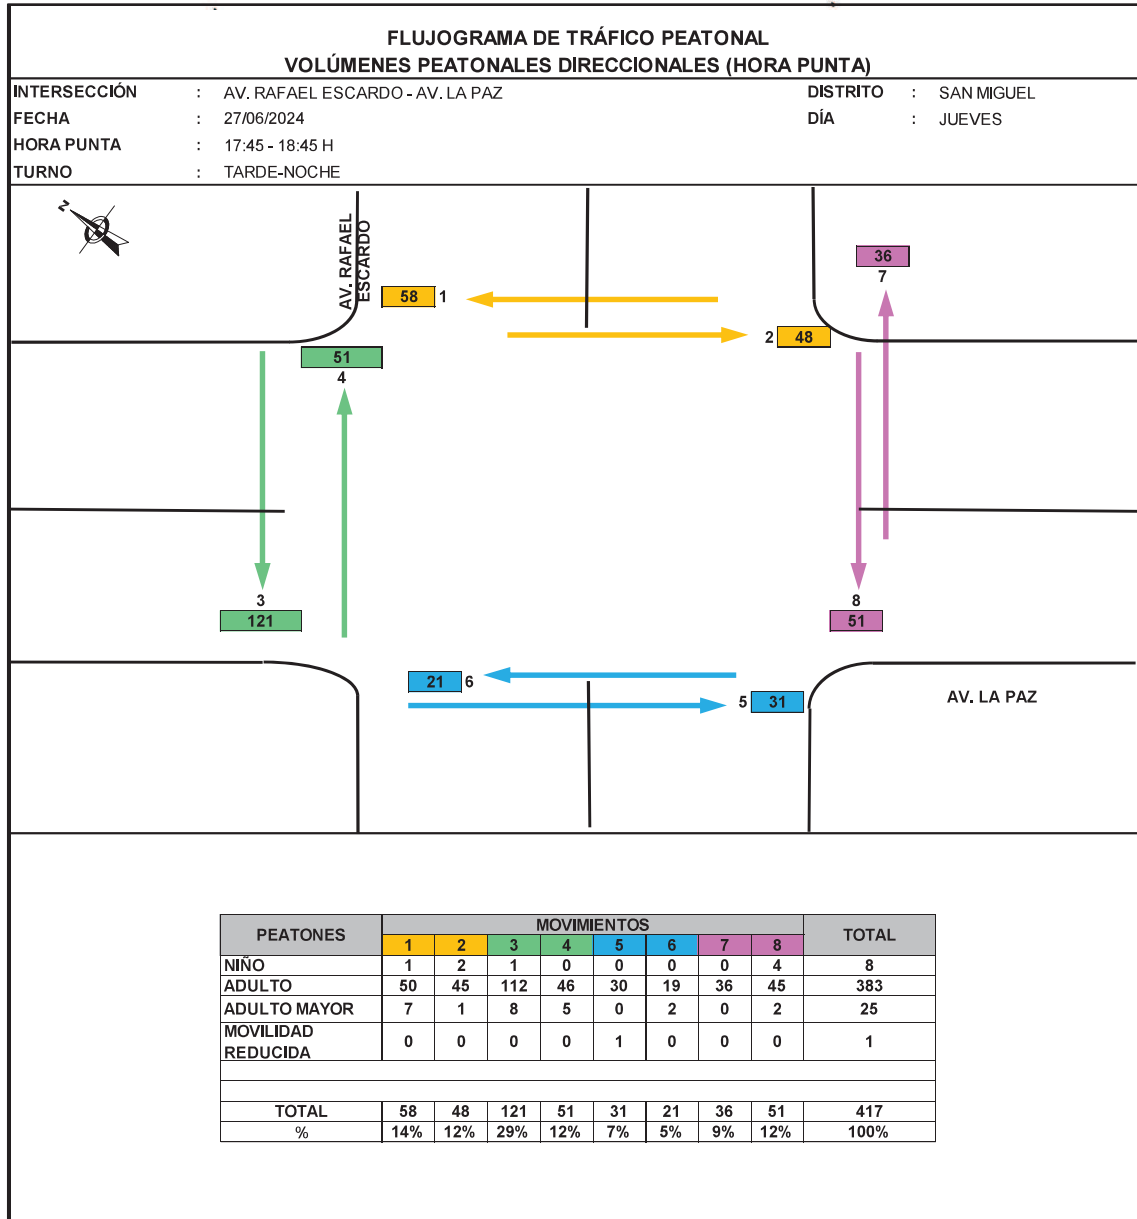 FLUJOGRAMA DE TRÁFICO PEATONAL
VOLÚMENES PEATONALES DIRECCIONALES (HORA PUNTA)
INTERSECCIÓN : AV. RAFAEL ESCARDO - AV. LA PAZ DISTRITO : SAN MIGUEL
FECHA : 27/06/2024 DÍA : JUEVES
HORA PUNTA : 17:45 - 18:45 H
TURNO : TARDE-NOCHE
N
AV. RAFAEL
ESCARDO
36
7
58 1
2 48
51
4
3
121
8
51
21 6
5 31
AV. LA PAZ
PEATONES MOVIMIENTOS TOTAL
1 2 3 4 5 6 7 8
NIÑO 1 2 1 0 0 0 0 4 8
ADULTO 50 45 112 46 30 19 36 45 383
ADULTO MAYOR 7 1 8 5 0 2 0 2 25
MOVILIDAD
REDUCIDA 0 0 0 0 1 0 0 0 1
TOTAL 58 48 121 51 31 21 36 51 417
% 14% 12% 29% 12% 7% 5% 9% 12% 100%